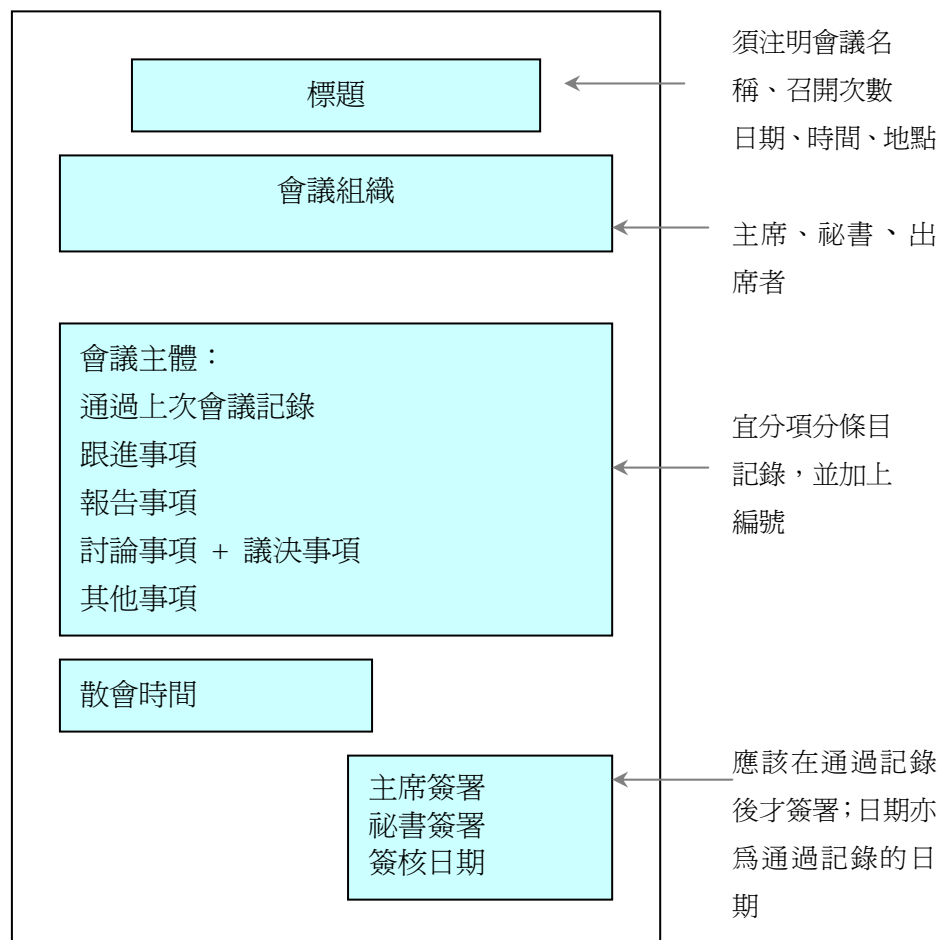 標題
須注明會議名
稱、召開次數
日期、時間、地點
會議組織
主席、祕書、出
席者
會議主體：
通過上次會議記錄
跟進事項
報告事項
討論事項 + 議決事項
其他事項
宜分項分條目
記錄，並加上
編號
散會時間
主席簽署
祕書簽署
簽核日期
應該在通過記錄
後才簽署；日期亦
爲通過記錄的日
期